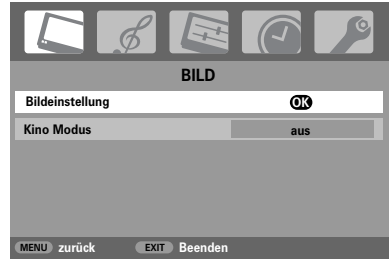 BILD
Bildeinstellung OK
Kino Modus aus
MENU zurück EXIT Beenden